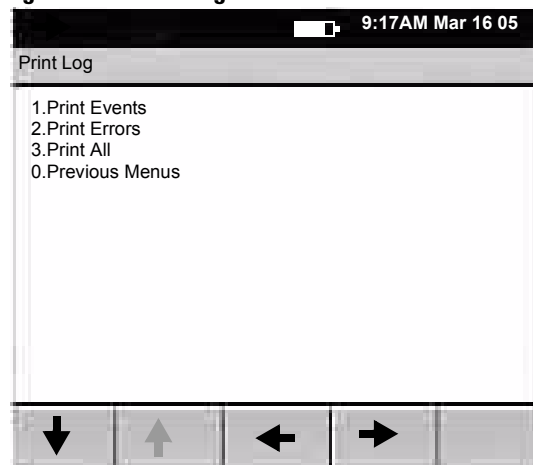 9:17AM Mar 16 05
Print Log
1.Print Events
2.Print Errors
3.Print All
0.Previous Menus